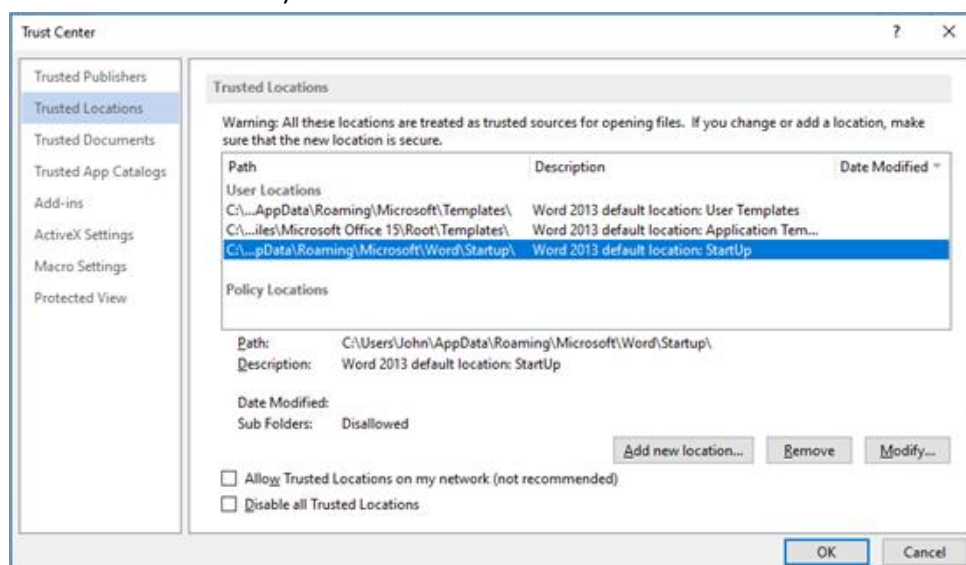 Trust Center
?
Trusted Publishers
Trusted Locations
Trusted Documents
Trusted App Catalogs
Add-ins
ActiveX Settings
Macro Settings
Protected View
Trusted Locations
Warning: All these locations are treated as trusted sources for opening files. If you change or add a location, make
sure that the new location is secure.
Path Description Date Modified
User Locations
C:\...AppData\Roaming\Microsoft\Templates\ Word 2013 default location: User Templates
C:\...iles\Microsoft Office 15\Root\Templates\ Word 2013 default location: Application Tem...
C:\...pData\Roaming\Microsoft\Word\Startup\ Word 2013 default location: StartUp
Policy Locations
Path: C:\Users\John\AppData\Roaming\Microsoft\Word\Startup\
Description: Word 2013 default location: StartUp
Date Modified:
Sub Folders: Disallowed
Add new location... Remove Modify...
Allow Trusted Locations on my network (not recommended)
Disable all Trusted Locations
OK Cancel